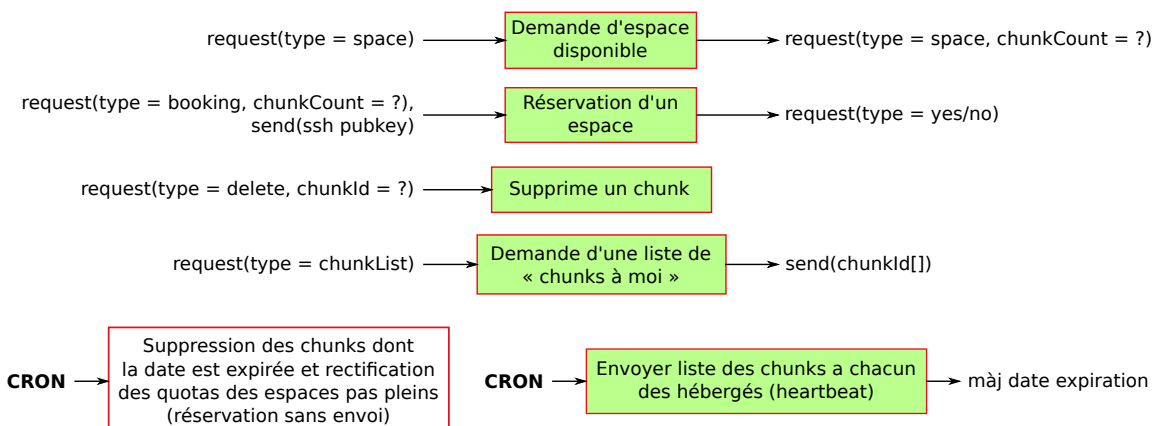 request(type = space)
Demande d'espace
disponible
request(type = space, chunkCount = ?)
request(type = booking, chunkCount = ?),
send(ssh pubkey)
Réservation d'un
espace
request(type = yes/no)
request(type = delete, chunkId = ?)
Supprime un chunk
request(type = chunkList)
Demande d'une liste de
« chunks à moi »
send(chunkId[])
CRON
Suppression des chunks dont
la date est expirée et rectification
des quotas des espaces pas pleins
(réservation sans envoi)
CRON
Envoyer liste des chunks a chacun
des hébergés (heartbeat)
màj date expiration